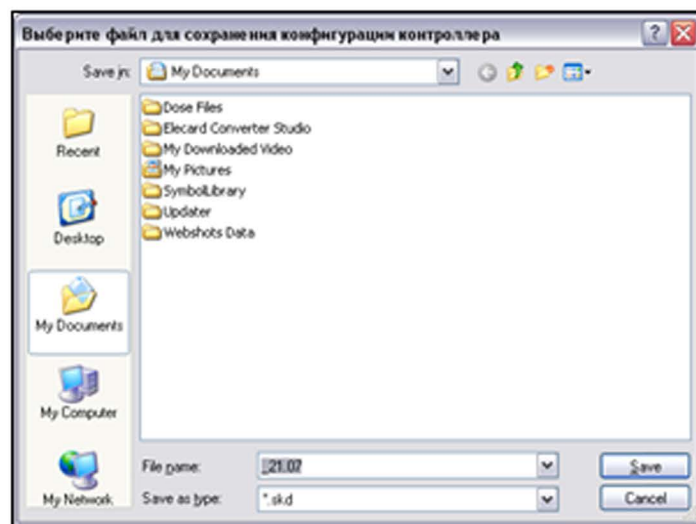 Выберите файл для сохранения конфигурации контроллера
Save in: My Documents
Recent
Desktop
My Documents
My Computer
My Network
Dose Files
Elecard Converter Studio
My Downloaded Video
My Pictures
SymbolLibrary
Updater
Webshots Data
File name: _21.07 Save
Save as type: *.skd Cancel